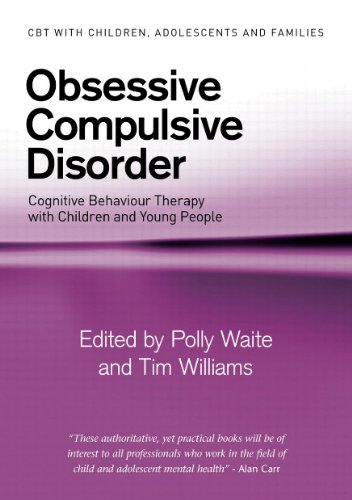 CBT WITH CHILDREN, ADOLESCENTS AND FAMILIES
Obsessive
Compulsive
Disorder
Cognitive Behaviour Therapy
with Children and Young People
Edited by Polly Waite
and Tim Williams
"These authoritative, yet practical books will be of
interest to all professionals who work in the field of
child and adolescent mental health" - Alan Carr